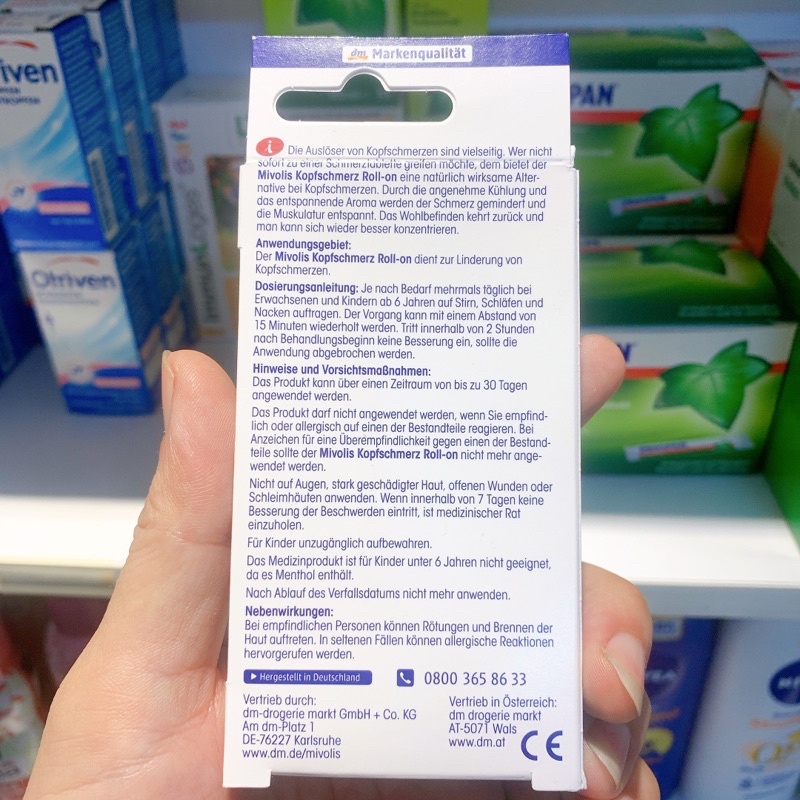 dm Markenqualität
i Die Auslöser von Kopfschmerzen sind vielseitig. Wer nicht
sofort zu einer Schmerztablette greifen möchte, dem bietet der
Mivolis Kopfschmerz Roll-on eine natürlich wirksame Alter-
native bei Kopfschmerzen. Durch die angenehme Kühlung und
das entspannende Aroma werden der Schmerz gemindert und
die Muskulatur entspannt. Das Wohlbefinden kehrt zurück und
man kann sich wieder besser konzentrieren.
Anwendungsgebiet:
Der Mivolis Kopfschmerz Roll-on dient zur Linderung von
Kopfschmerzen.
Dosierungsanleitung: Je nach Bedarf mehrmals täglich bei
Erwachsenen und Kindern ab 6 Jahren auf Stirn, Schläfen und
Nacken auftragen. Der Vorgang kann mit einem Abstand von
15 Minuten wiederholt werden. Tritt innerhalb von 2 Stunden
nach Behandlungsbeginn keine Besserung ein, sollte die
Anwendung abgebrochen werden.
Hinweise und Vorsichtsmaßnahmen:
Das Produkt kann über einen Zeitraum von bis zu 30 Tagen
angewendet werden.
Das Produkt darf nicht angewendet werden, wenn Sie empfind-
lich oder allergisch auf einen der Bestandteile reagieren. Bei
Anzeichen für eine Überempfindlichkeit gegen einen der Bestand-
teile sollte der Mivolis Kopfschmerz Roll-on nicht mehr ange-
wendet werden.
Nicht auf Augen, stark geschädigter Haut, offenen Wunden oder
Schleimhäuten anwenden. Wenn innerhalb von 7 Tagen keine
Besserung der Beschwerden eintritt, ist medizinischer Rat
einzuholen.
Für Kinder unzugänglich aufbewahren.
Das Medizinprodukt ist für Kinder unter 6 Jahren nicht geeignet,
da es Menthol enthält.
Nach Ablauf des Verfallsdatums nicht mehr anwenden.
Nebenwirkungen:
Bei empfindlichen Personen können Rötungen und Brennen der
Haut auftreten. In seltenen Fällen können allergische Reaktionen
hervorgerufen werden.
Hergestellt in Deutschland
0800 365 86 33
Vertrieb durch:
dm-drogerie markt GmbH + Co. KG
Am dm-Platz 1
DE-76227 Karlsruhe
www.dm.de/mivolis
Vertrieb in Österreich:
dm drogerie markt
AT-5071 Wals
www.dm.at
CE
Otriven